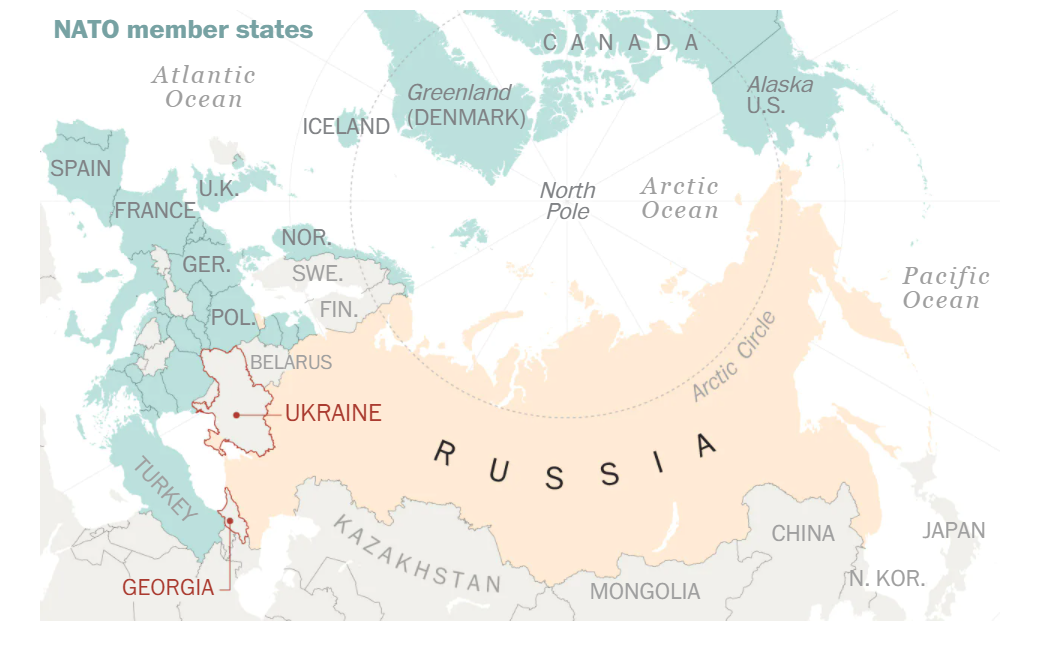 NATO member states
CANADA
Atlantic
Ocean
Greenland
(DENMARK)
Alaska
U.S.
ICELAND
SPAIN
U.K.
North
Pole
Arctic
Ocean
FRANCE
NOR.
GER.
SWE.
Pacific
Ocean
FIN.
POL.
BELARUS
Arctic Circle
UKRAINE
RUSSIA
TURKEY
KAZAKHSTAN
CHINA
JAPAN
GEORGIA
MONGOLIA
N. KOR.